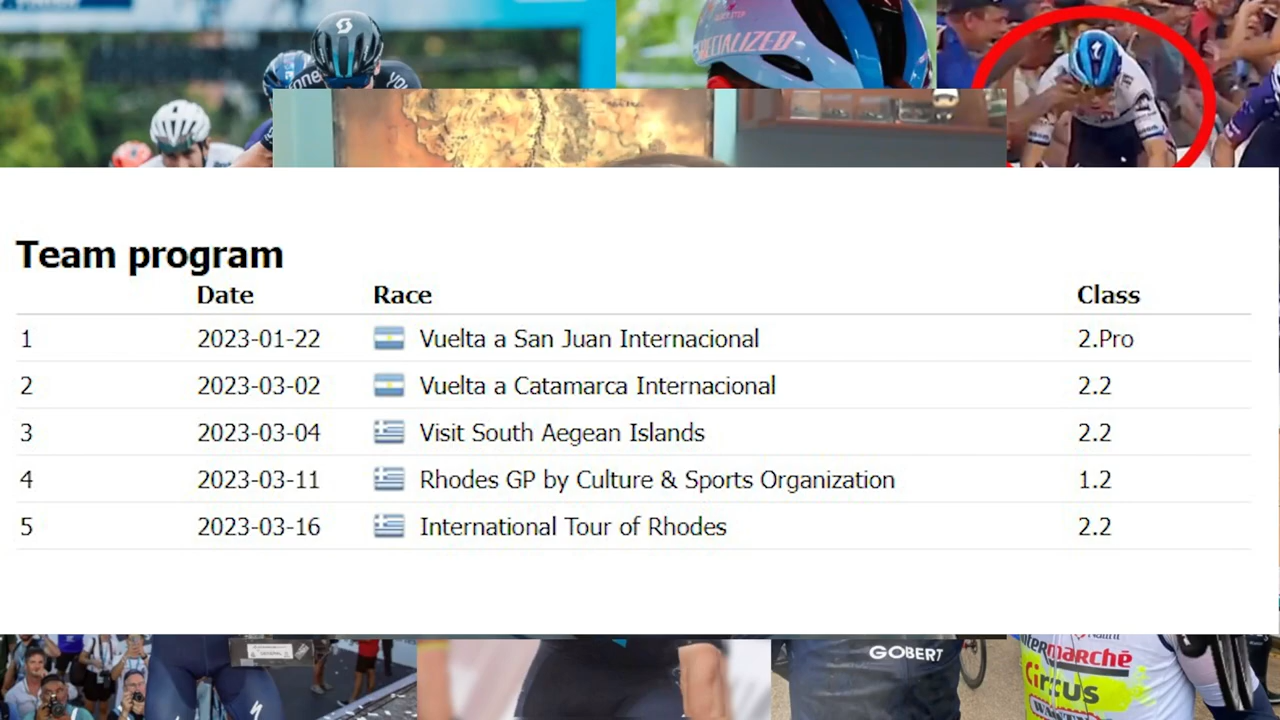 SPECIALIZED
Team program
Date Race Class
1 2023-01-22 Vuelta a San Juan Internacional 2.Pro
2 2023-03-02 Vuelta a Catamarca Internacional 2.2
3 2023-03-04 Visit South Aegean Islands 2.2
4 2023-03-11 Rhodes GP by Culture & Sports Organization 1.2
5 2023-03-16 International Tour of Rhodes 2.2
GOBERT
Intermarché
Circus